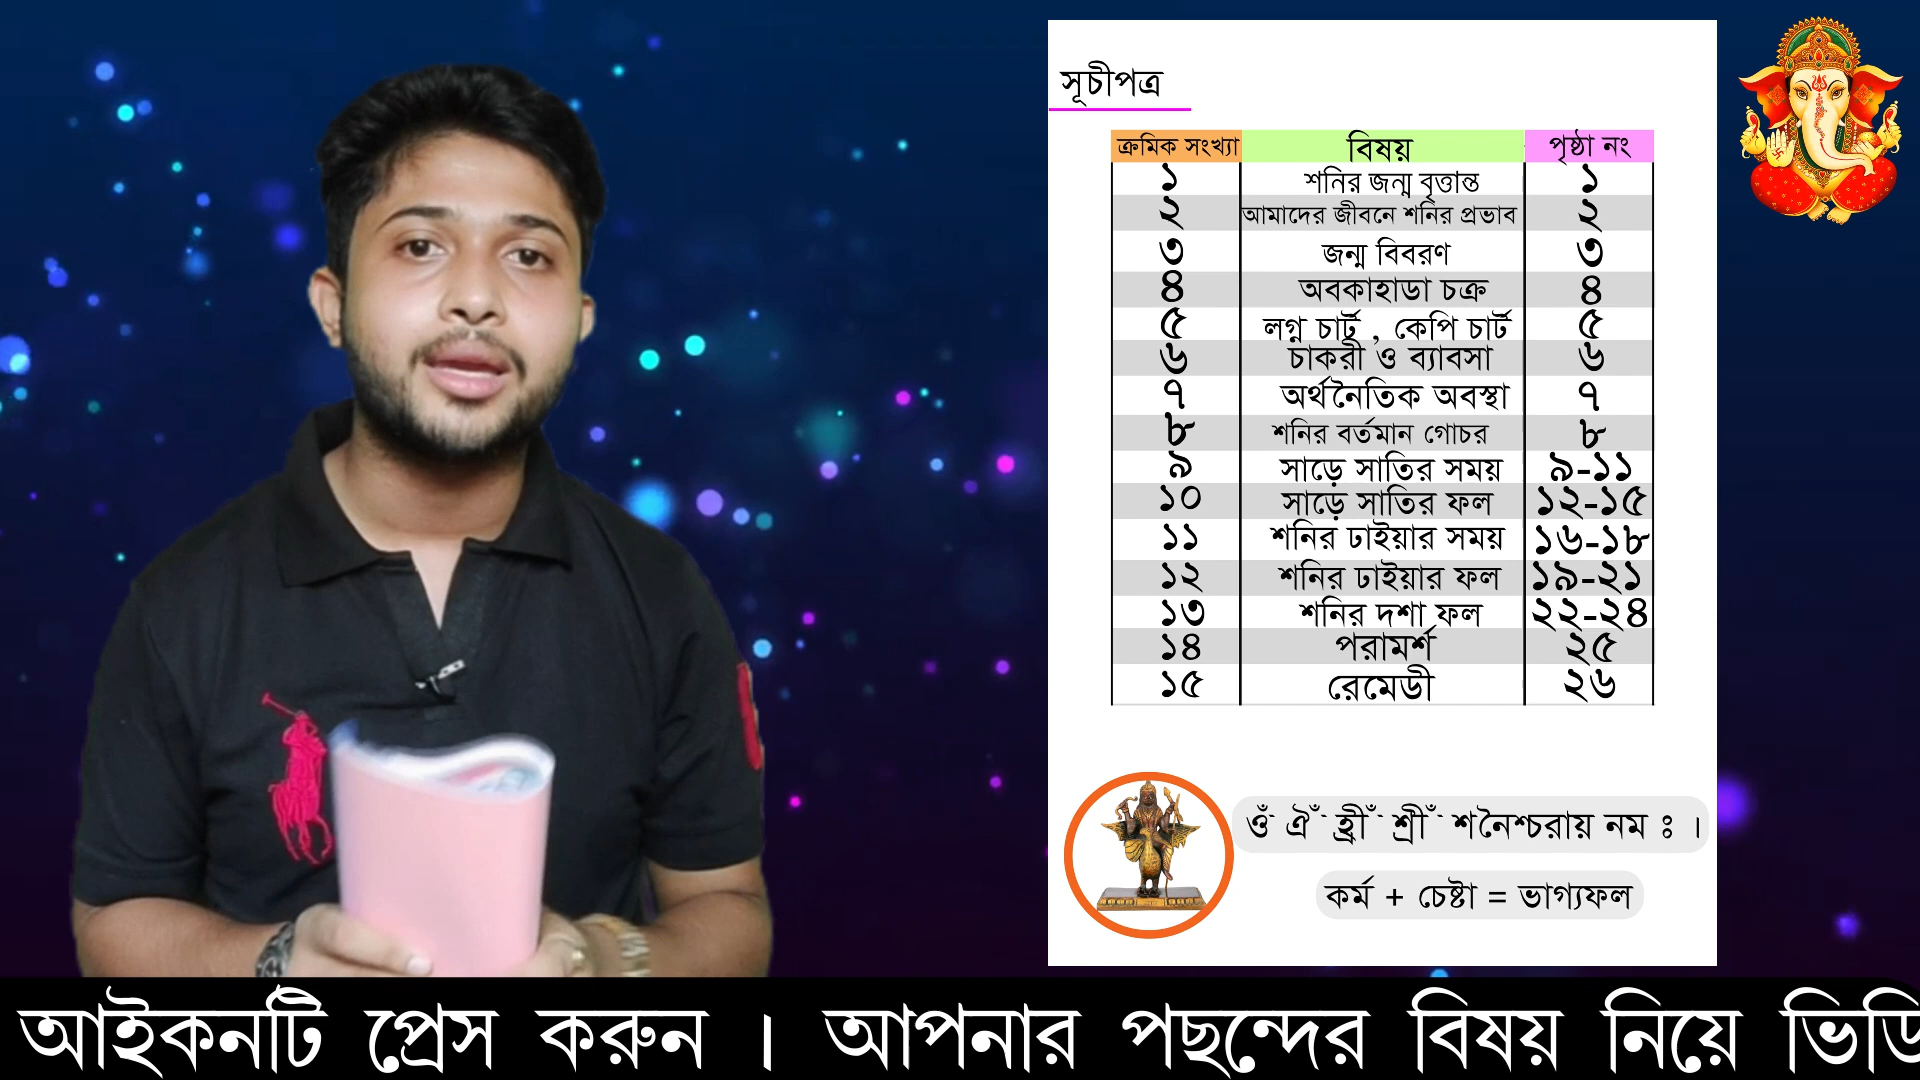 সূচীপত্র
ক্রমিক সংখ্যা বিষয় পৃষ্ঠা নং
১ শনির জন্ম বৃত্তান্ত ১
২ আমাদের জীবনে শনির প্রভাব ২
৩ জন্ম বিবরণ ৩
৪ অবকাহাডা চক্র ৪
৫ লগ্ন চার্ট , কেপি চার্ট ৫
৬ চাকরী ও ব্যাবসা ৬
৭ অর্থনৈতিক অবস্থা ৭
৮ শনির বর্তমান গোচর ৮
৯ সাড়ে সাতির সময় ৯-১১
১০ সাড়ে সাতির ফল ১২-১৫
১১ শনির ঢাইয়ার সময় ১৬-১৮
১২ শনির ঢাইয়ার ফল ১৯-২১
১৩ শনির দশা ফল ২২-২৪
১৪ পরামর্শ ২৫
১৫ রেমেডী ২৬
ওঁ ঐঁ হ্রীঁ শ্রীঁ শনৈশ্চরায় নম ঃ ।
কর্ম + চেষ্টা = ভাগ্যফল
আইকনটি প্রেস করুন । আপনার পছন্দের বিষয় নিয়ে